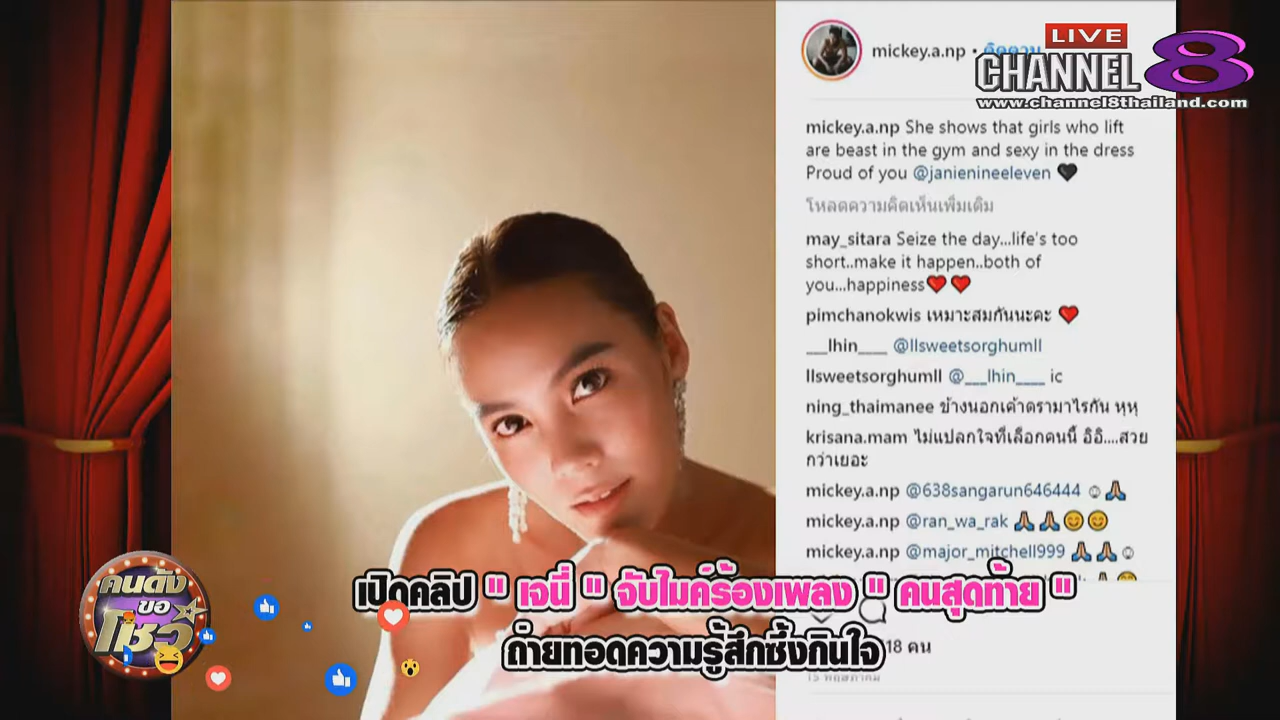 LIVE
CHANNEL 8
www.channel8thailand.com
mickey.a.np •
mickey.a.np She shows that girls who lift
are beast in the gym and sexy in the dress
Proud of you @janienineeleven 🖤
โหลดความคิดเห็นเพิ่มเติม
may_sitara Seize the day...life's too
short..make it happen..both of
you...happiness❤️❤️
pimchanokwis เหมาะสมกันนะคะ ❤️
___lhin____ @llsweetsorghumll
llsweetsorghumll @___lhin____ ic
ning_thaimanee ข้างนอกเค้าดรามาไรกัน หุหุ
krisana.mam ไม่แปลกใจที่เลือกคนนี้ อิอิ....สวย
กว่าเยอะ
mickey.a.np @638sangarun646444 ☺🙏
mickey.a.np @ran_wa_rak 🙏🙏😊😊
mickey.a.np @major_mitchell999 🙏🙏☺
คนดัง
ขอ
โชว์
เปิดคลิป " เจนี่ " จับไมค์ร้องเพลง " คนสุดท้าย "
ถ่ายทอดความรู้สึกซึ้งกินใจ
18 คน
15 พฤษภาคม